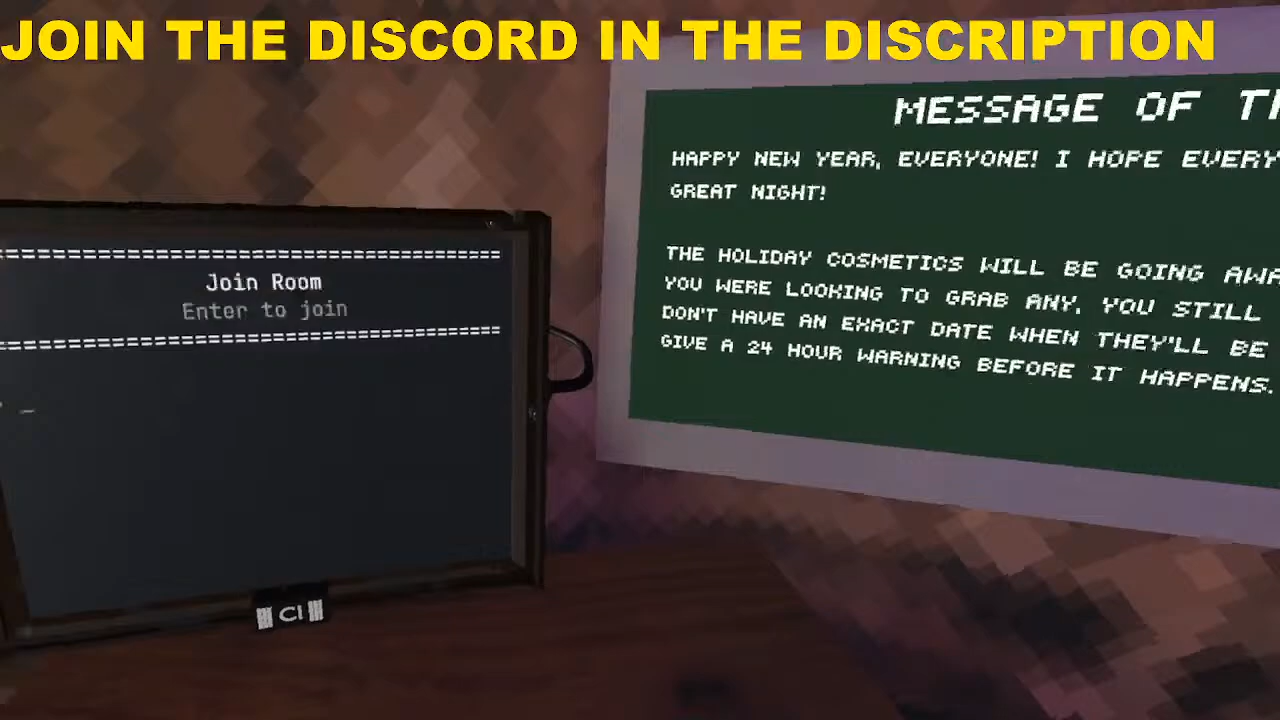 JOIN THE DISCORD IN THE DISCRIPTION
MESSAGE OF
HAPPY NEW YEAR, EVERYONE! I HOPE
GREAT NIGHT!
THE HOLIDAY COSMETICS WILL BE GOING
YOU WERE LOOKING TO GRAB ANY, YOU STILL
DON'T HAVE AN EXACT DATE WHEN THEY'LL BE
GIVE A 24 HOUR WARNING BEFORE IT HAPPENS.
====================================
Join Room
Enter to join
====================================
CI